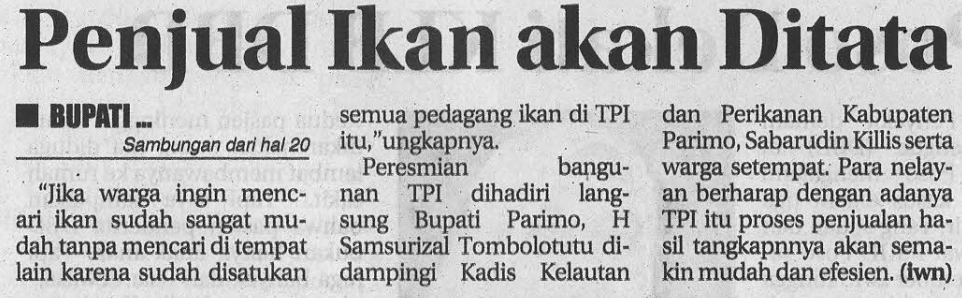 Penjual Ikan akan Ditata
■ BUPATI ...
Sambungan dari hal 20
"Jika warga ingin menc-
ari ikan sudah sangat mu-
dah tanpa mencari di tempat
lain karena sudah disatukan
semua pedagang ikan di TPI
itu,"ungkapnya.
Peresmian bangu-
nan TPI dihadiri lang-
sung Bupati Parimo, H
Samsurizal Tombolotutu di-
dampingi Kadis Kelautan
dan Perikanan Kabupaten
Parimo, Sabarudin Killis serta
warga setempat. Para nelay-
an berharap dengan adanya
TPI itu proses penjualan ha-
sil tangkapnnya akan sema-
kin mudah dan efesien. (iwn)